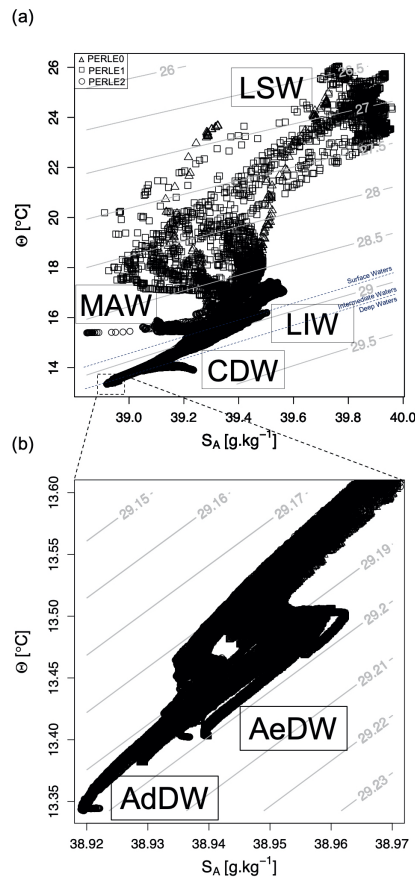 (a)
PERLE0
PERLE1
PERLE2
LSW
26
26.5
27
27.5
28
28.5
29
29.5
Surface Waters
Intermediate Waters
Deep Waters
MAW
LIW
CDW
Θ [°C]
26
24
22
20
18
16
14
39.0 39.2 39.4 39.6 39.8 40.0
S_A [g.kg⁻¹]
(b)
Θ [°C]
13.60
13.55
13.50
13.45
13.40
13.35
29.15
29.16
29.17
29.19
29.2
29.21
29.22
29.23
AeDW
AdDW
38.92 38.93 38.94 38.95 38.96 38.97
S_A [g.kg⁻¹]